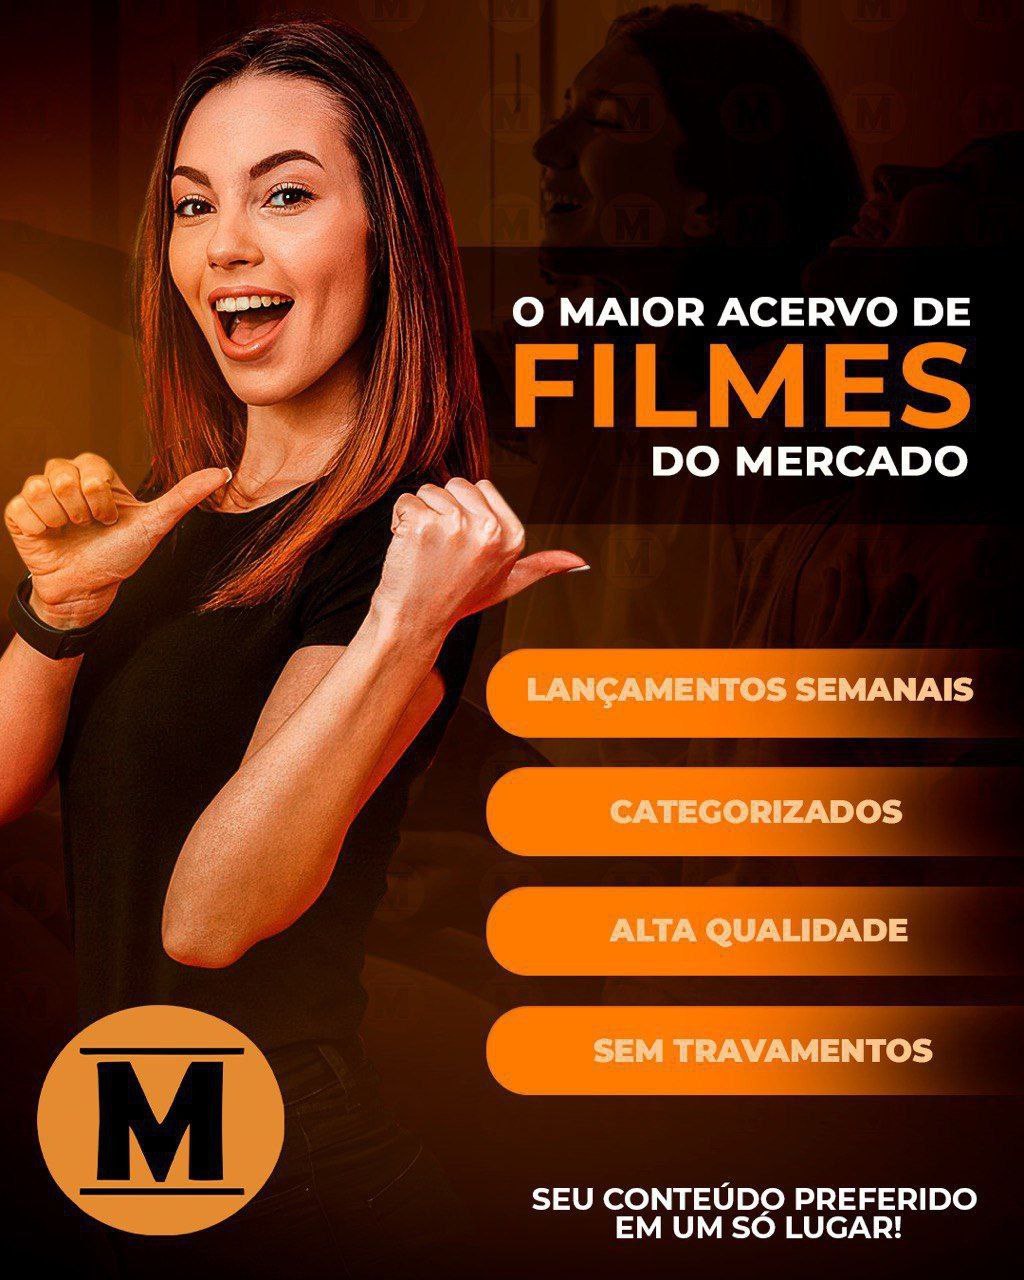 O MAIOR ACERVO DE
FILMES
DO MERCADO
LANÇAMENTOS SEMANAIS
CATEGORIZADOS
ALTA QUALIDADE
SEM TRAVAMENTOS
M
SEU CONTEÚDO PREFERIDO
EM UM SÓ LUGAR!